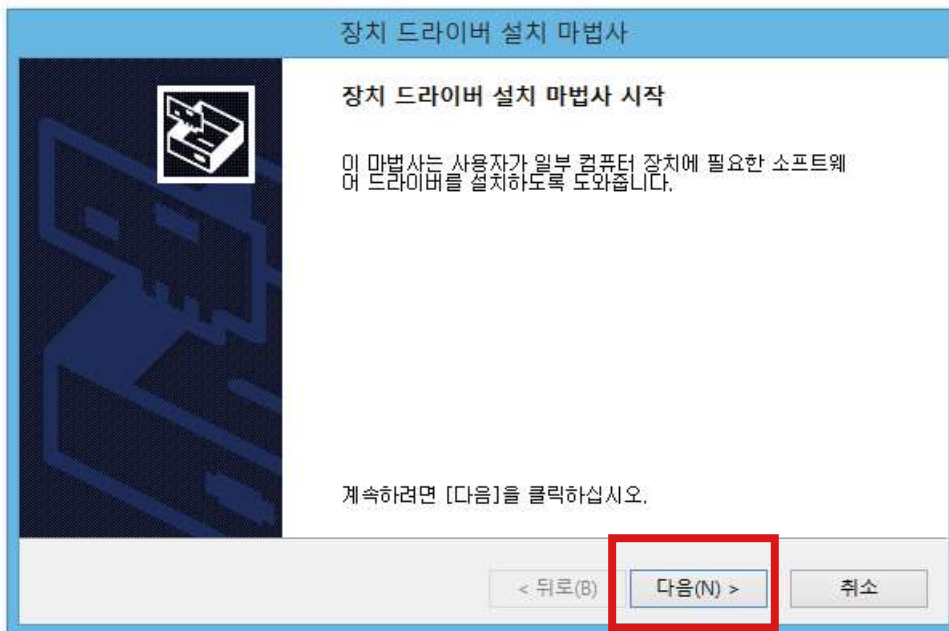 장치 드라이버 설치 마법사
장치 드라이버 설치 마법사 시작
이 마법사는 사용자가 일부 컴퓨터 장치에 필요한 소프트웨
어 드라이버를 설치하도록 도와줍니다.
계속하려면 [다음]을 클릭하십시오.
< 뒤로(B) 다음(N) > 취소